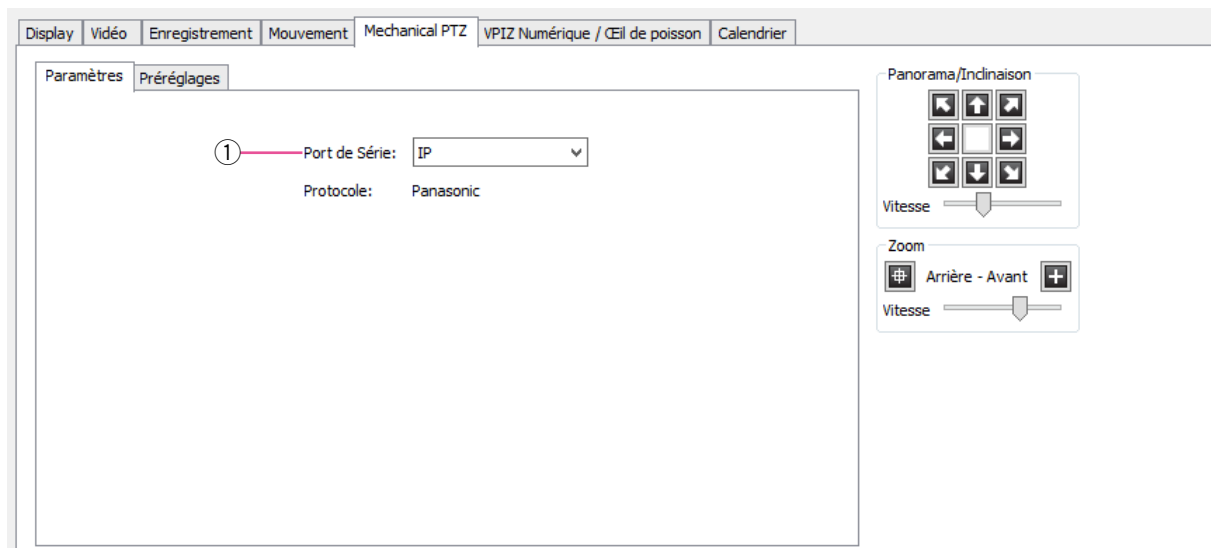 Display Vidéo Enregistrement Mouvement Mechanical PTZ VPIZ Numérique / Œil de poisson Calendrier
Paramètres Préréglages
① Port de Série: IP
Protocole: Panasonic
Panorama/Inclinaison
Vitesse
Zoom
Arrière - Avant
Vitesse